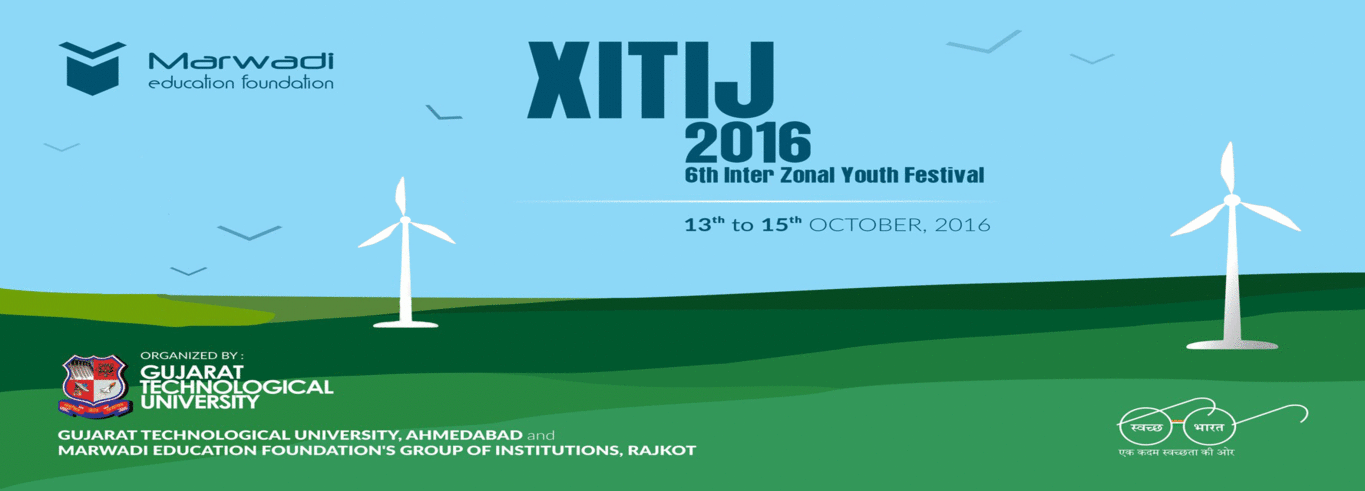 Marwadi
education foundation
XITIJ
2016
6th Inter Zonal Youth Festival
13th to 15th OCTOBER, 2016
ORGANIZED BY :
GUJARAT
TECHNOLOGICAL
UNIVERSITY
GUJARAT TECHNOLOGICAL UNIVERSITY, AHMEDABAD and
MARWADI EDUCATION FOUNDATION'S GROUP OF INSTITUTIONS, RAJKOT
स्वच्छ भारत
एक कदम स्वच्छता की ओर